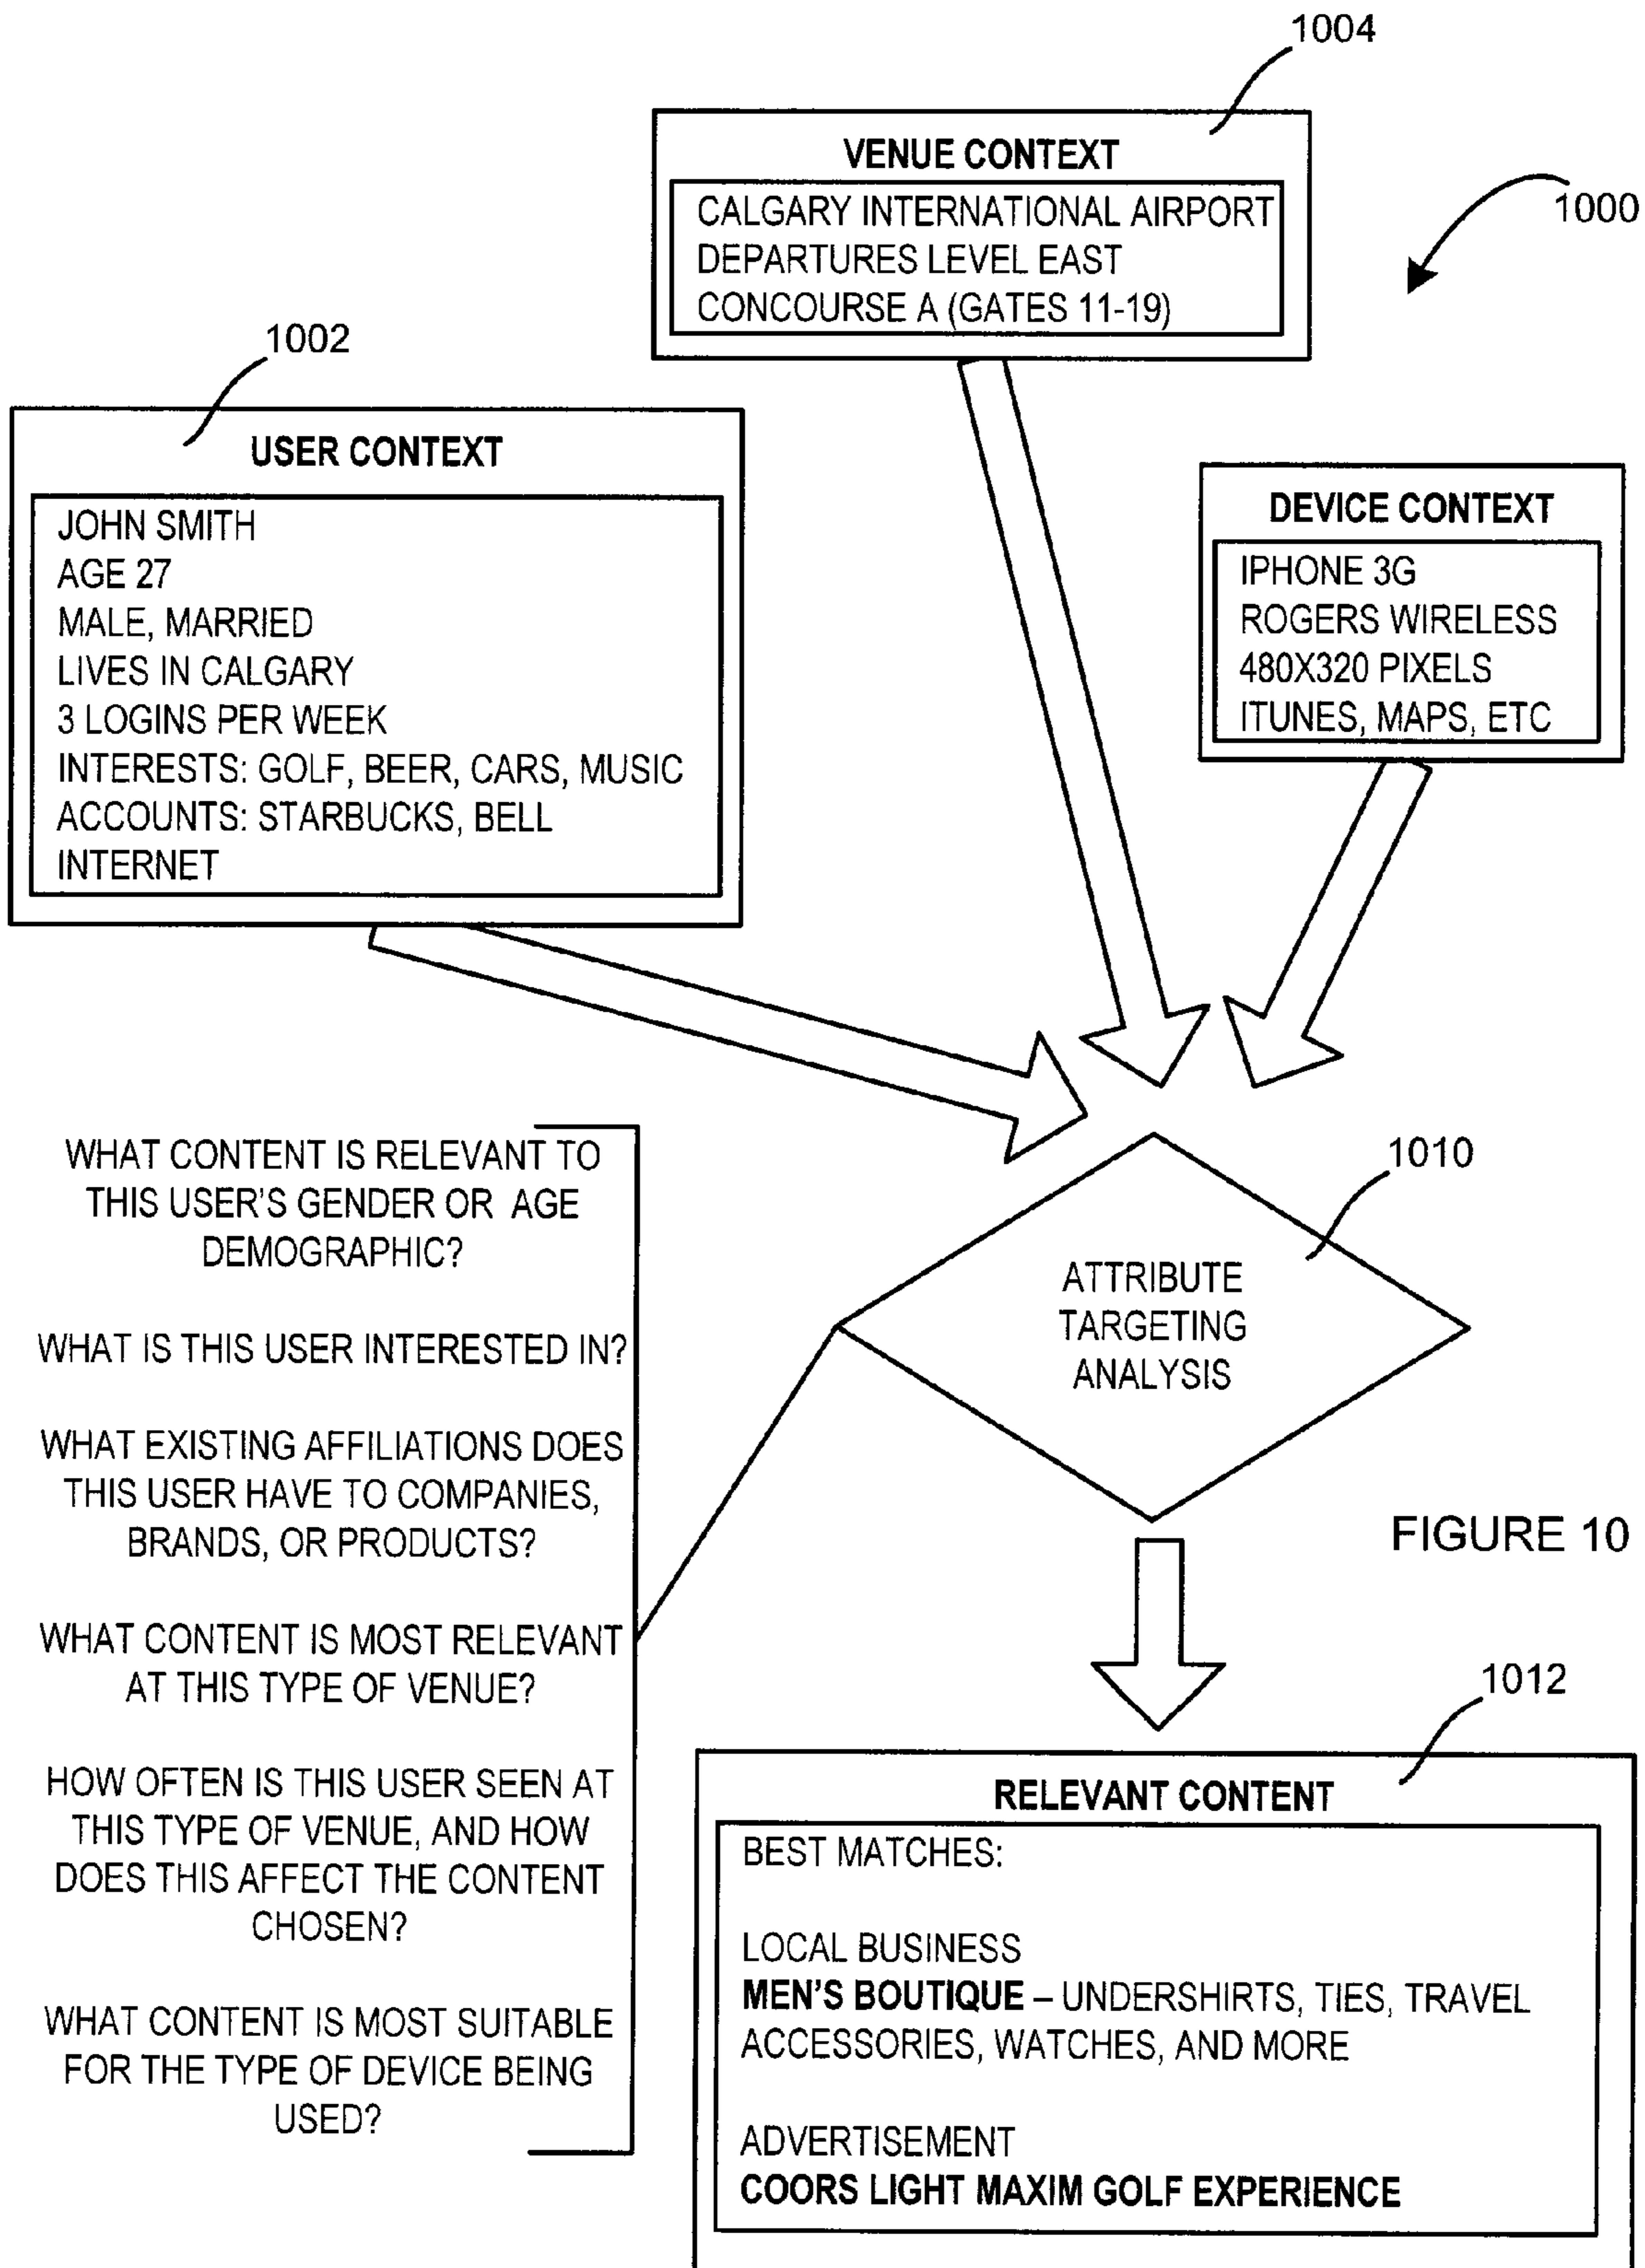 1004
VENUE CONTEXT
CALGARY INTERNATIONAL AIRPORT
DEPARTURES LEVEL EAST
CONCOURSE A (GATES 11-19)
1000
1002
USER CONTEXT
JOHN SMITH
AGE 27
MALE, MARRIED
LIVES IN CALGARY
3 LOGINS PER WEEK
INTERESTS: GOLF, BEER, CARS, MUSIC
ACCOUNTS: STARBUCKS, BELL
INTERNET
DEVICE CONTEXT
IPHONE 3G
ROGERS WIRELESS
480X320 PIXELS
ITUNES, MAPS, ETC
WHAT CONTENT IS RELEVANT TO
THIS USER'S GENDER OR AGE
DEMOGRAPHIC?
WHAT IS THIS USER INTERESTED IN?
WHAT EXISTING AFFILIATIONS DOES
THIS USER HAVE TO COMPANIES,
BRANDS, OR PRODUCTS?
WHAT CONTENT IS MOST RELEVANT
AT THIS TYPE OF VENUE?
HOW OFTEN IS THIS USER SEEN AT
THIS TYPE OF VENUE, AND HOW
DOES THIS AFFECT THE CONTENT
CHOSEN?
WHAT CONTENT IS MOST SUITABLE
FOR THE TYPE OF DEVICE BEING
USED?
1010
ATTRIBUTE
TARGETING
ANALYSIS
FIGURE 10
1012
RELEVANT CONTENT
BEST MATCHES:
LOCAL BUSINESS
MEN'S BOUTIQUE – UNDERSHIRTS, TIES, TRAVEL
ACCESSORIES, WATCHES, AND MORE
ADVERTISEMENT
COORS LIGHT MAXIM GOLF EXPERIENCE